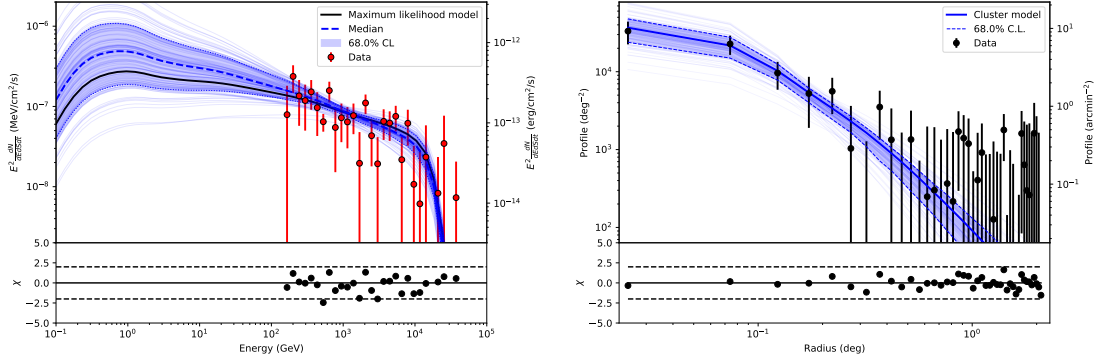 10⁻⁶
10⁻⁷
10⁻⁸
E² dN/dEdSdt (MeV/cm²/s)
Maximum likelihood model
Median
68.0% CL
Data
10⁻¹²
10⁻¹³
10⁻¹⁴
E² dN/dEdSdt (erg/cm²/s)
5.0
2.5
0.0
−2.5
−5.0
χ
10⁻¹ 10⁰ 10¹ 10² 10³ 10⁴ 10⁵
Energy (GeV)
10⁴
10³
10²
Profile (deg⁻²)
Cluster model
68.0% C.L.
Data
10¹
10⁰
10⁻¹
Profile (arcmin⁻²)
5.0
2.5
0.0
−2.5
−5.0
χ
10⁻¹ 10⁰
Radius (deg)